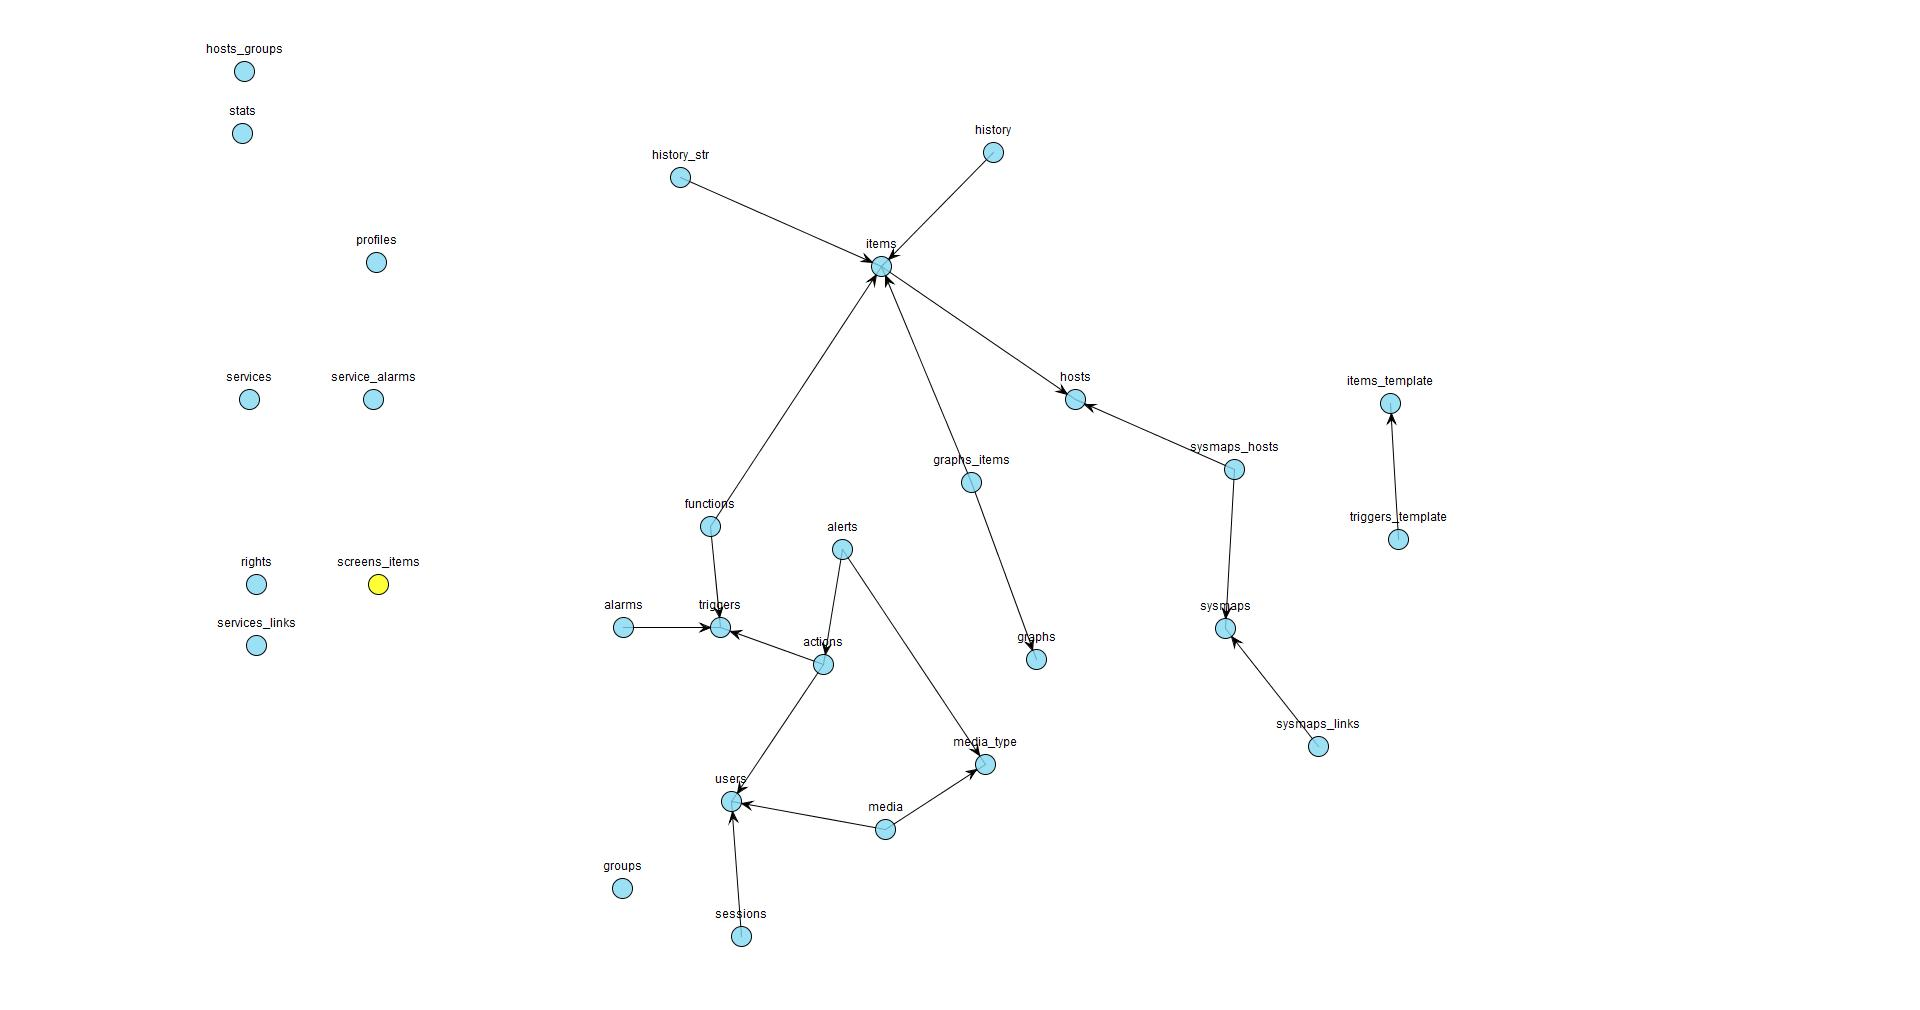 hosts_groups
stats
history
history_str
profiles
items
services
service_alarms
hosts
items_template
sysmaps_hosts
graphs_items
functions
triggers_template
alerts
rights
screens_items
alarms
triggers
sysmaps
services_links
graphs
actions
sysmaps_links
media_type
users
media
groups
sessions